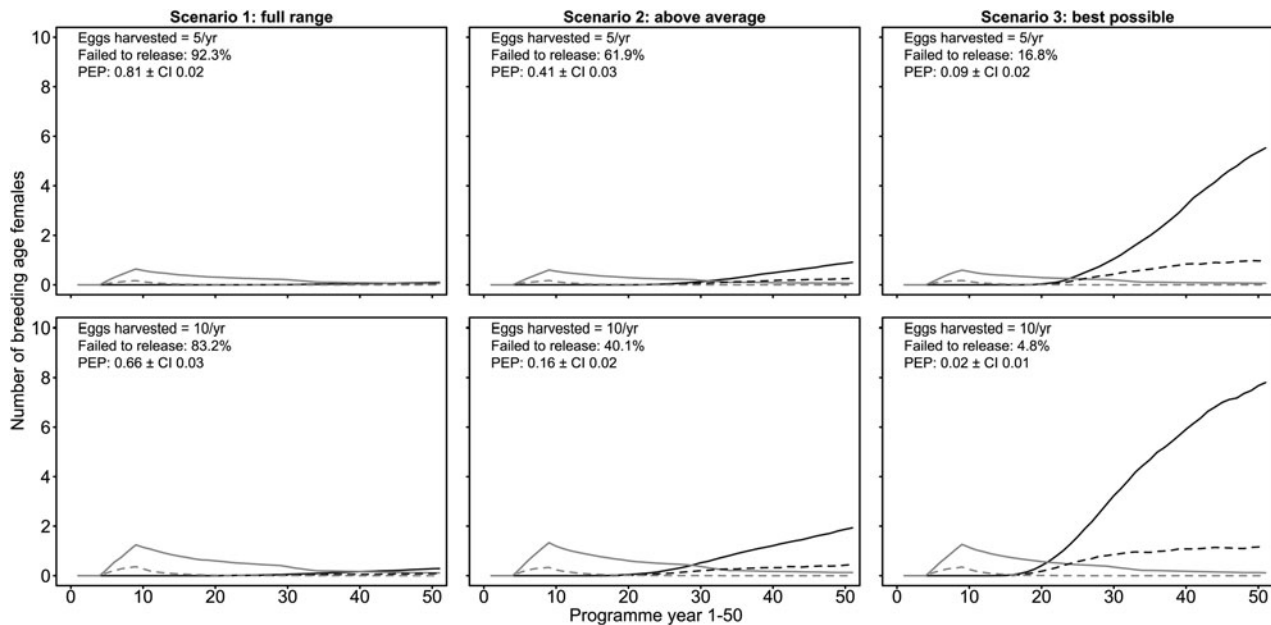 Scenario 1: full range
Scenario 2: above average
Scenario 3: best possible
Number of breeding age females
10
8
6
4
2
0
Eggs harvested = 5/yr
Failed to release: 92.3%
PEP: 0.81 ± CI 0.02
Eggs harvested = 5/yr
Failed to release: 61.9%
PEP: 0.41 ± CI 0.03
Eggs harvested = 5/yr
Failed to release: 16.8%
PEP: 0.09 ± CI 0.02
10
8
6
4
2
0
Eggs harvested = 10/yr
Failed to release: 83.2%
PEP: 0.66 ± CI 0.03
Eggs harvested = 10/yr
Failed to release: 40.1%
PEP: 0.16 ± CI 0.02
Eggs harvested = 10/yr
Failed to release: 4.8%
PEP: 0.02 ± CI 0.01
0 10 20 30 40 50
0 10 20 30 40 50
0 10 20 30 40 50
Programme year 1-50